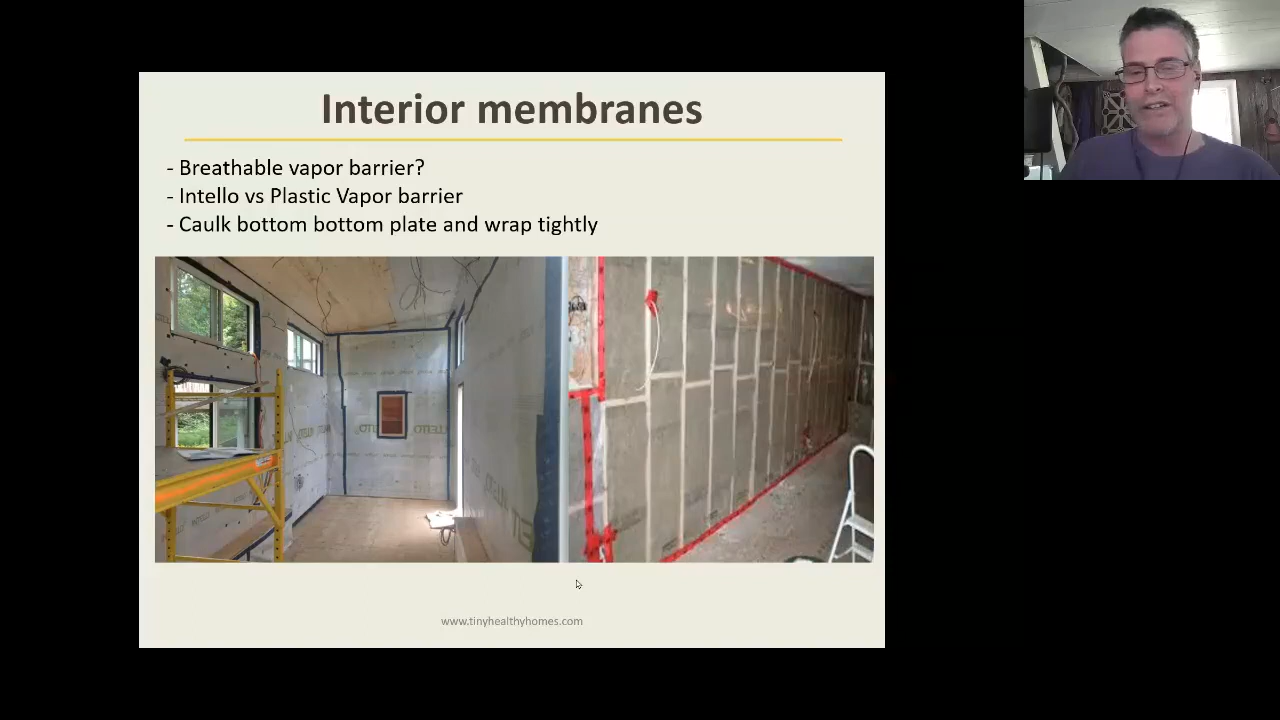 Interior membranes
- Breathable vapor barrier?
- Intello vs Plastic Vapor barrier
- Caulk bottom bottom plate and wrap tightly
www.tinyhealthyhomes.com